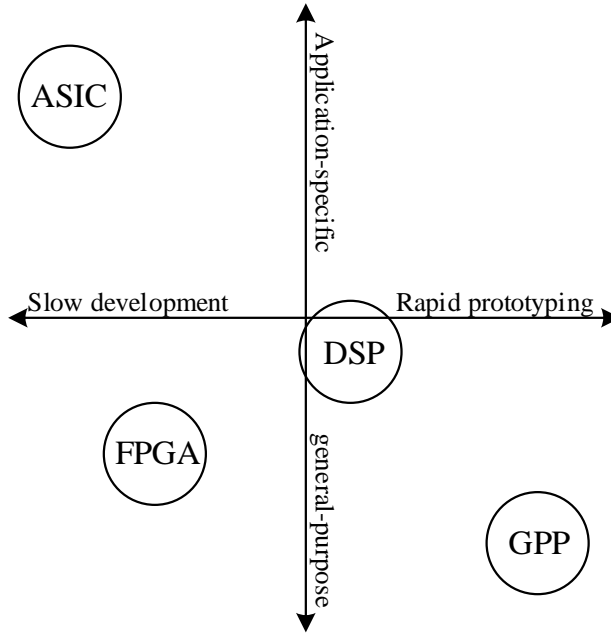 ASIC
Application-specific
Slow development
Rapid prototyping
DSP
FPGA
general-purpose
GPP